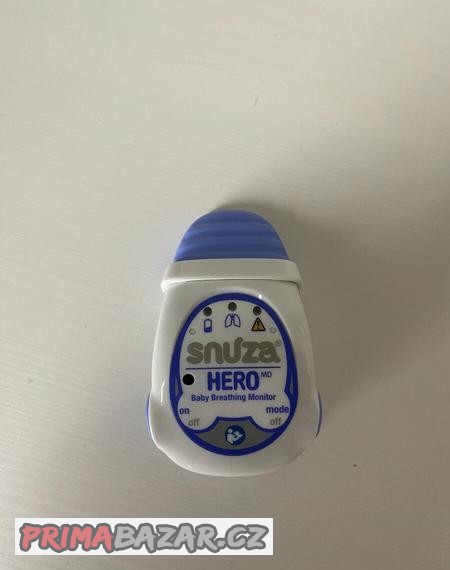 snuza®
HERO MD
Baby Breathing Monitor
on mode
off off
PRIMABAZAR.CZ